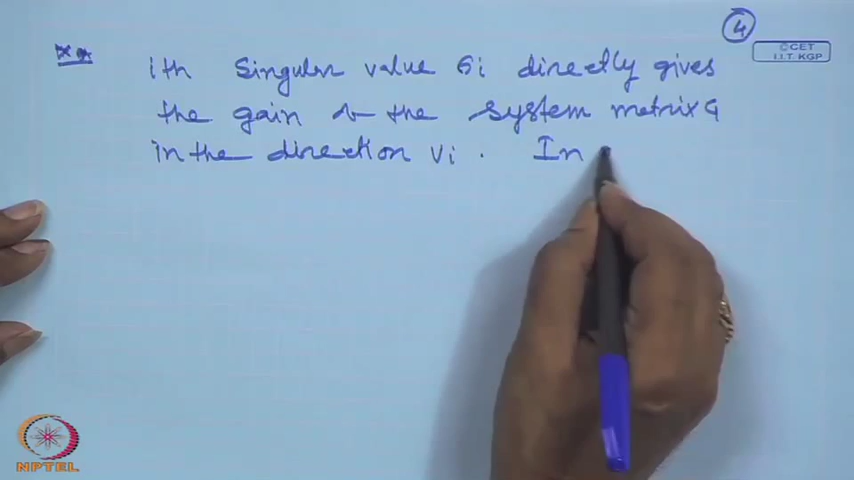 4
© CET
I.I.T. KGP
ith Singular value σi directly gives
the gain of the system matrix G
in the direction vi. In
NPTEL